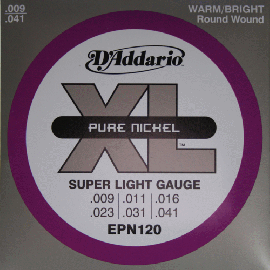 .009
.041
WARM/BRIGHT
Round Wound
D'Addario
XL
PURE NICKEL
TM
SUPER LIGHT GAUGE
.009 .011 .016
.023 .031 .041
EPN120